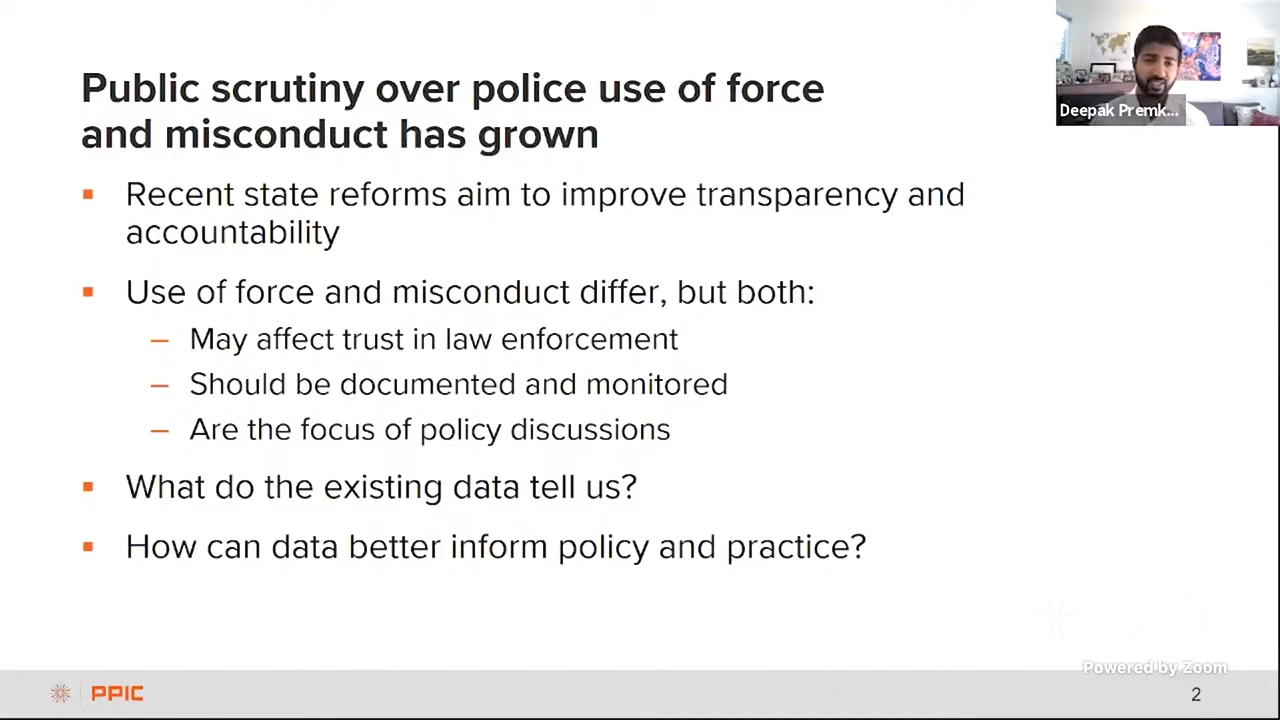 Public scrutiny over police use of force
and misconduct has grown
Deepak Premk...
▪ Recent state reforms aim to improve transparency and
accountability
▪ Use of force and misconduct differ, but both:
– May affect trust in law enforcement
– Should be documented and monitored
– Are the focus of policy discussions
▪ What do the existing data tell us?
▪ How can data better inform policy and practice?
Powered by Zoom
PPIC
2